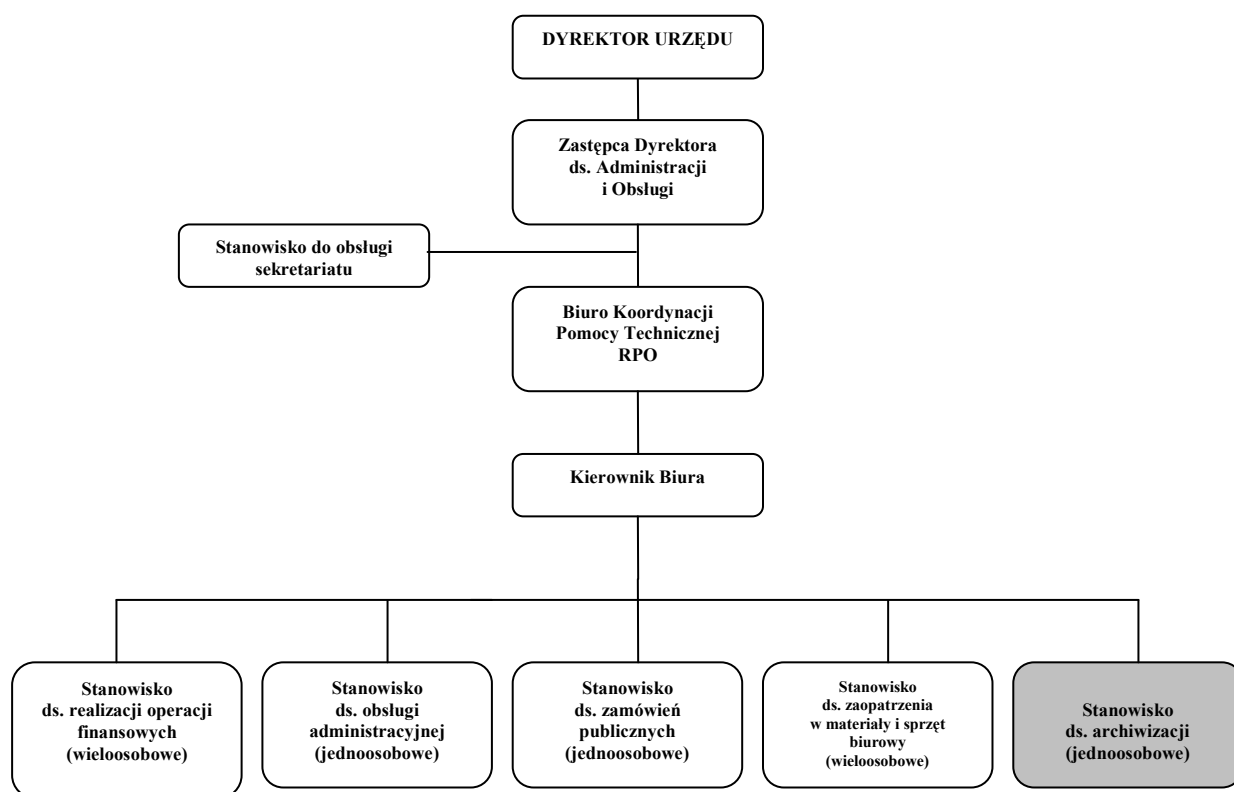 DYREKTOR URZĘDU
Zastępca Dyrektora
ds. Administracji
i Obsługi
Stanowisko do obsługi
sekretariatu
Biuro Koordynacji
Pomocy Technicznej
RPO
Kierownik Biura
Stanowisko
ds. realizacji operacji
finansowych
(wieloosobowe)
Stanowisko
ds. obsługi
administracyjnej
(jednoosobowe)
Stanowisko
ds. zamówień
publicznych
(jednoosobowe)
Stanowisko
ds. zaopatrzenia
w materiały i sprzęt
biurowy
(wieloosobowe)
Stanowisko
ds. archiwizacji
(jednoosobowe)